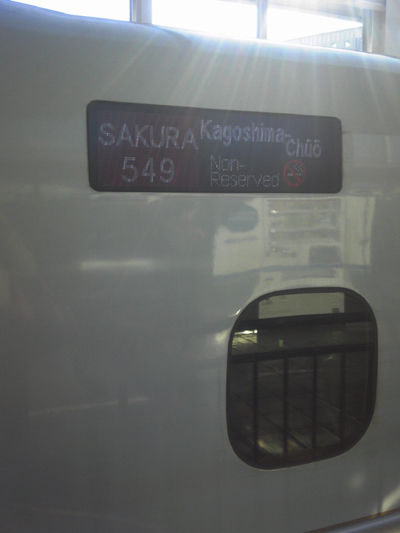 SAKURA
549
Kagoshima-
Chūō
Non-
Reserved